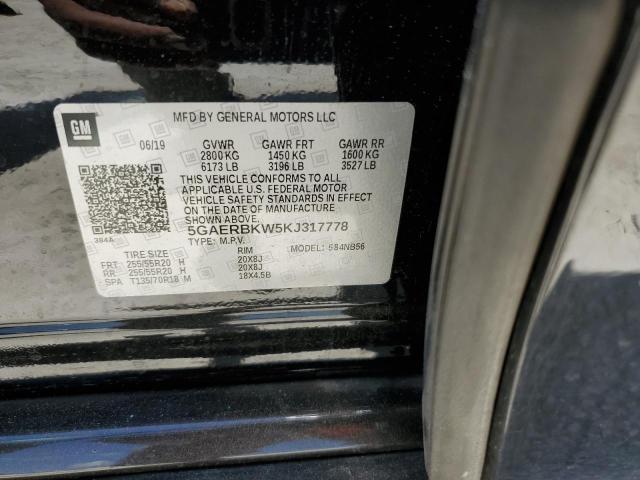 GM
MFD BY GENERAL MOTORS LLC
06/19 GVWR GAWR FRT GAWR RR
2800 KG 1450 KG 1600 KG
6173 LB 3196 LB 3527 LB
THIS VEHICLE CONFORMS TO ALL
APPLICABLE U.S. FEDERAL MOTOR
VEHICLE SAFETY STANDARDS IN EFFECT
ON THE DATE OF MANUFACTURE
SHOWN ABOVE.
384A
5GAERBKW5KJ317778
TYPE: M.P.V. MODEL: 584NB56
TIRE SIZE RIM
FRT 255/55R20 H 20X8J
RR 255/55R20 H 20X8J
SPA T135/70R18 M 18X4.5B